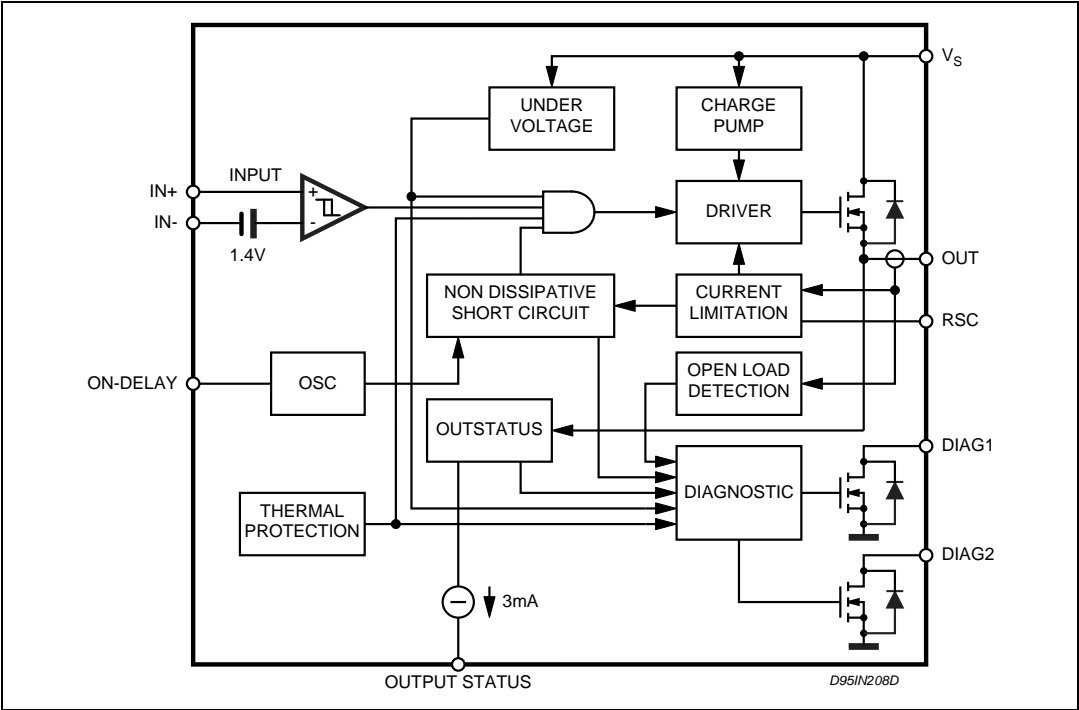 V_S
UNDER
VOLTAGE
CHARGE
PUMP
INPUT
IN+
+
IN-
-
1.4V
DRIVER
OUT
NON DISSIPATIVE
SHORT CIRCUIT
CURRENT
LIMITATION
RSC
ON-DELAY
OSC
OPEN LOAD
DETECTION
OUTSTATUS
DIAG1
DIAGNOSTIC
THERMAL
PROTECTION
DIAG2
3mA
OUTPUT STATUS
D95IN208D